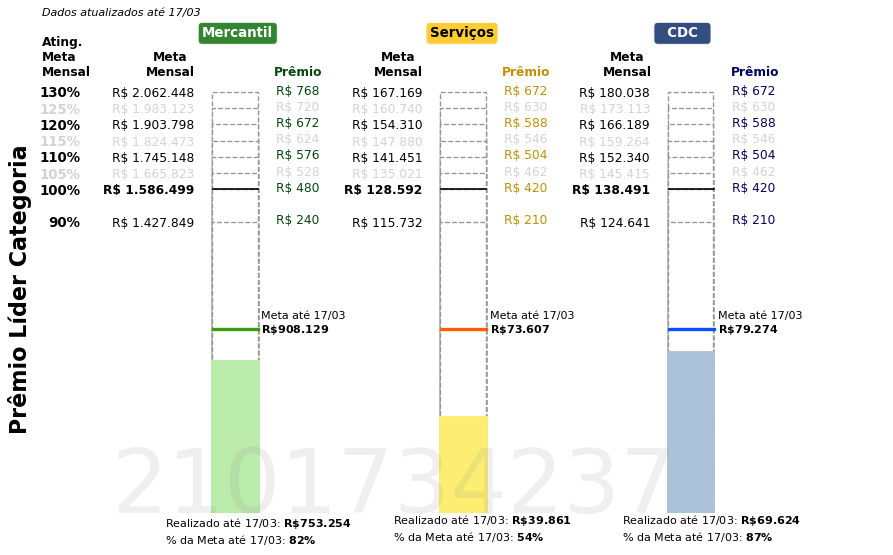 Dados atualizados até 17/03
Mercantil Serviços CDC
Ating. Meta Mensal Meta Mensal Prêmio Meta Mensal Prêmio Meta Mensal Prêmio
130% R$ 2.062.448 R$ 768 R$ 167.169 R$ 672 R$ 180.038 R$ 672
125% R$ 1.983.123 R$ 720 R$ 160.740 R$ 630 R$ 173.113 R$ 630
120% R$ 1.903.798 R$ 672 R$ 154.310 R$ 588 R$ 166.189 R$ 588
115% R$ 1.824.473 R$ 624 R$ 147.880 R$ 546 R$ 159.264 R$ 546
110% R$ 1.745.148 R$ 576 R$ 141.451 R$ 504 R$ 152.340 R$ 504
105% R$ 1.665.823 R$ 528 R$ 135.021 R$ 462 R$ 145.415 R$ 462
100% R$ 1.586.499 R$ 480 R$ 128.592 R$ 420 R$ 138.491 R$ 420
90% R$ 1.427.849 R$ 240 R$ 115.732 R$ 210 R$ 124.641 R$ 210
Prêmio Líder Categoria
Meta até 17/03 Meta até 17/03 Meta até 17/03
R$908.129 R$73.607 R$79.274
2101734237
Realizado até 17/03: R$753.254 Realizado até 17/03: R$39.861 Realizado até 17/03: R$69.624
% da Meta até 17/03: 82% % da Meta até 17/03: 54% % da Meta até 17/03: 87%